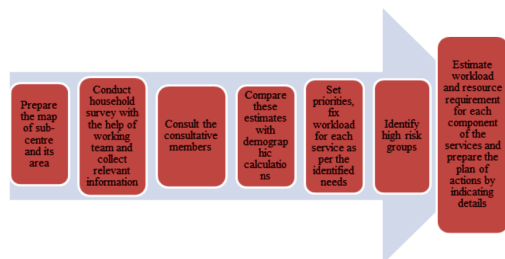 Prepare
the map
of sub-
centre
and its
area
Conduct
household
survey with
the help of
working
team and
collect
relevant
information
Consult the
consultative
members
Compare
these
estimates
with
demograp
hic
calculatio
ns
Set
priorities,
fix
workload
for each
service as
per the
identified
needs
Identify
high risk
groups
Estimate
workload
and resource
requirement
for each
component
of the
services and
prepare the
plan of
actions by
indicating
details